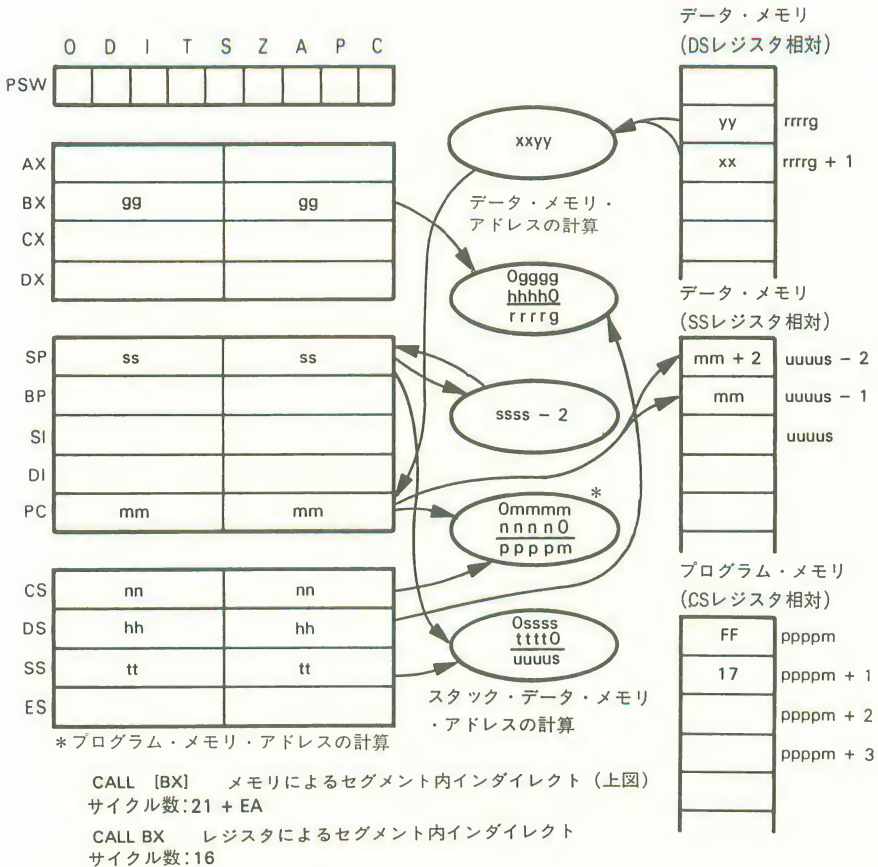 O D I T S Z A P C
PSW
AX
BX gg gg
CX
DX
SP ss ss
BP
SI
DI
PC mm mm
CS nn nn
DS hh hh
SS tt tt
ES
*プログラム・メモリ・アドレスの計算
xxyy
データ・メモリ・
アドレスの計算
0gggg
hhhh0
rrrrg
ssss − 2
*
0mmmm
nnnn0
ppppm
0ssss
tttt0
uuuus
スタック・データ・メモリ
・アドレスの計算
データ・メモリ
(DSレジスタ相対)
yy rrrrg
xx rrrrg + 1
データ・メモリ
(SSレジスタ相対)
mm + 2 uuuus − 2
mm uuuus − 1
uuuus
プログラム・メモリ
(CSレジスタ相対)
FF ppppm
17 ppppm + 1
ppppm + 2
ppppm + 3
CALL [BX] メモリによるセグメント内インダイレクト (上図)
サイクル数:21 + EA
CALL BX レジスタによるセグメント内インダイレクト
サイクル数:16